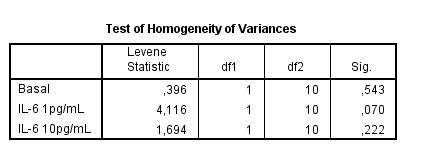 Test of Homogeneity of Variances
Levene
Statistic df1 df2 Sig.
Basal ,396 1 10 ,543
IL-6 1pg/mL 4,116 1 10 ,070
IL-6 10pg/mL 1,694 1 10 ,222